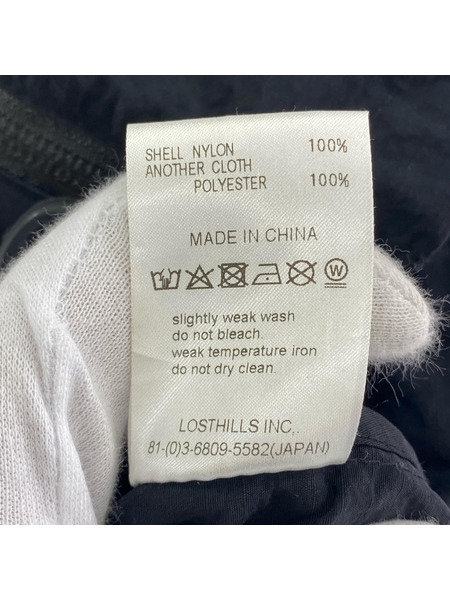 SHELL NYLON 100%
ANOTHER CLOTH
POLYESTER 100%
MADE IN CHINA
W
slightly weak wash
do not bleach.
weak temperature iron
do not dry clean.
LOSTHILLS INC,.
81-(0)3-6809-5582(JAPAN)